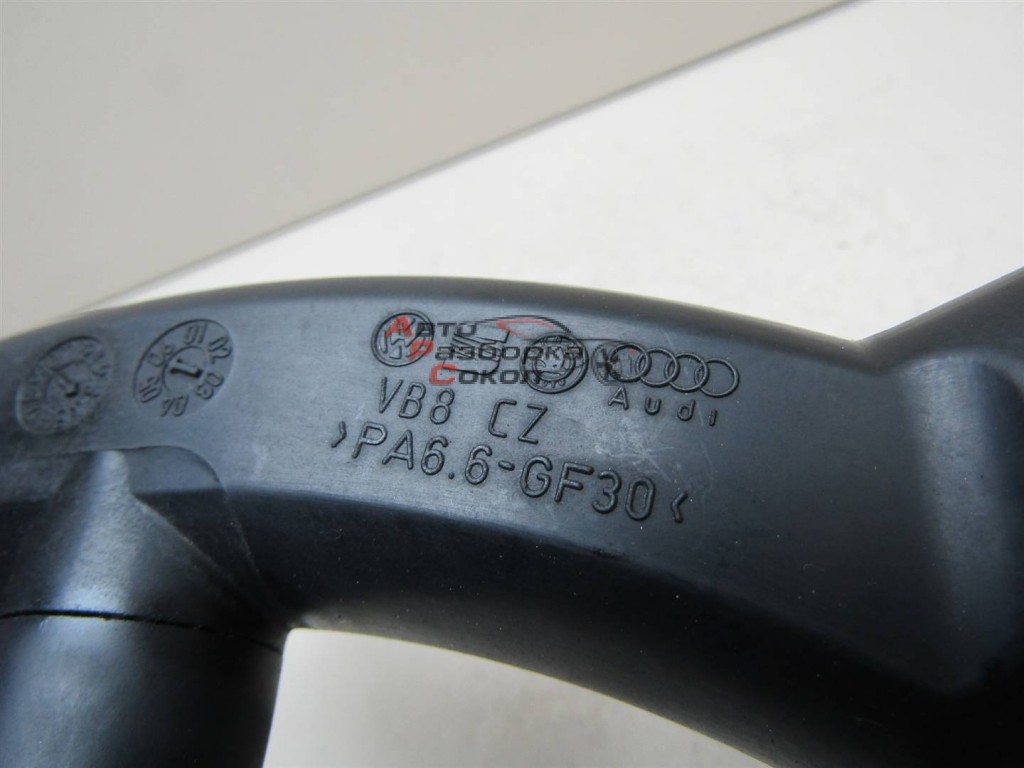 Авто
Разборка
Сокол
Audi
VB8 CZ
>PA6.6-GF30<